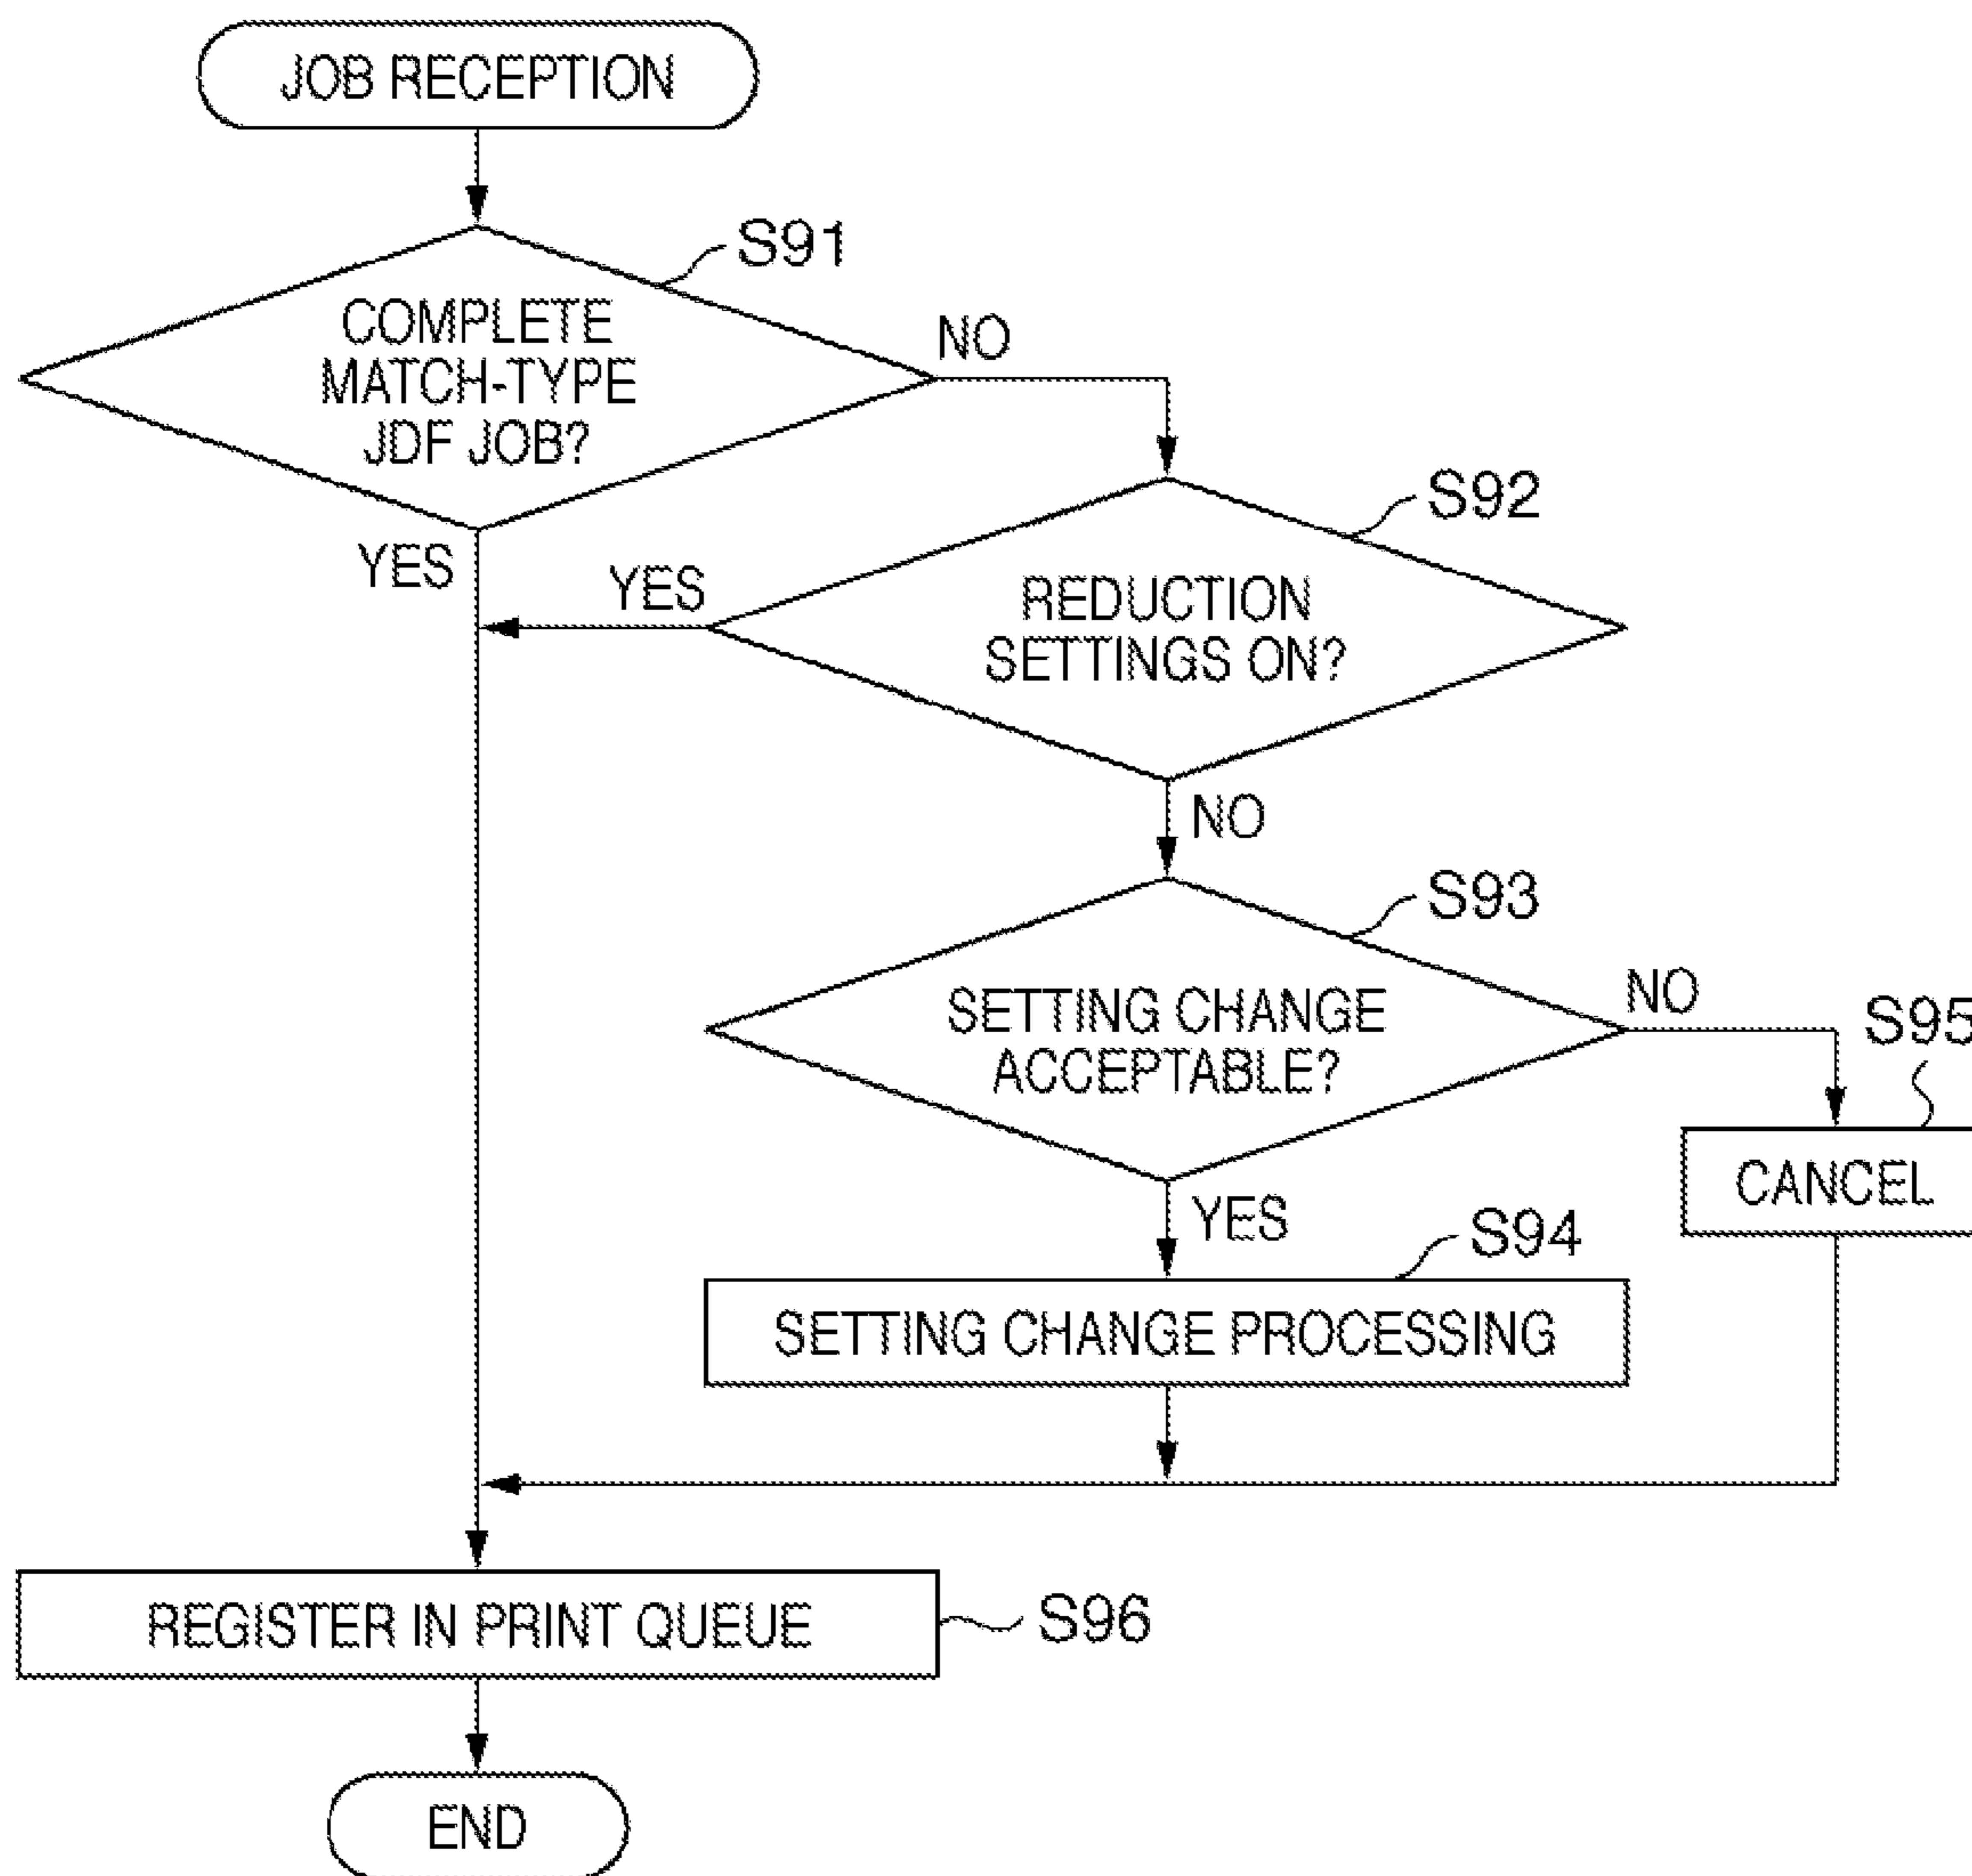 JOB RECEPTION
S91
COMPLETE
MATCH-TYPE
JDF JOB?
NO
YES
S92
REDUCTION
SETTINGS ON?
YES
NO
S93
SETTING CHANGE
ACCEPTABLE?
NO
S95
CANCEL
YES
S94
SETTING CHANGE PROCESSING
REGISTER IN PRINT QUEUE
S96
END